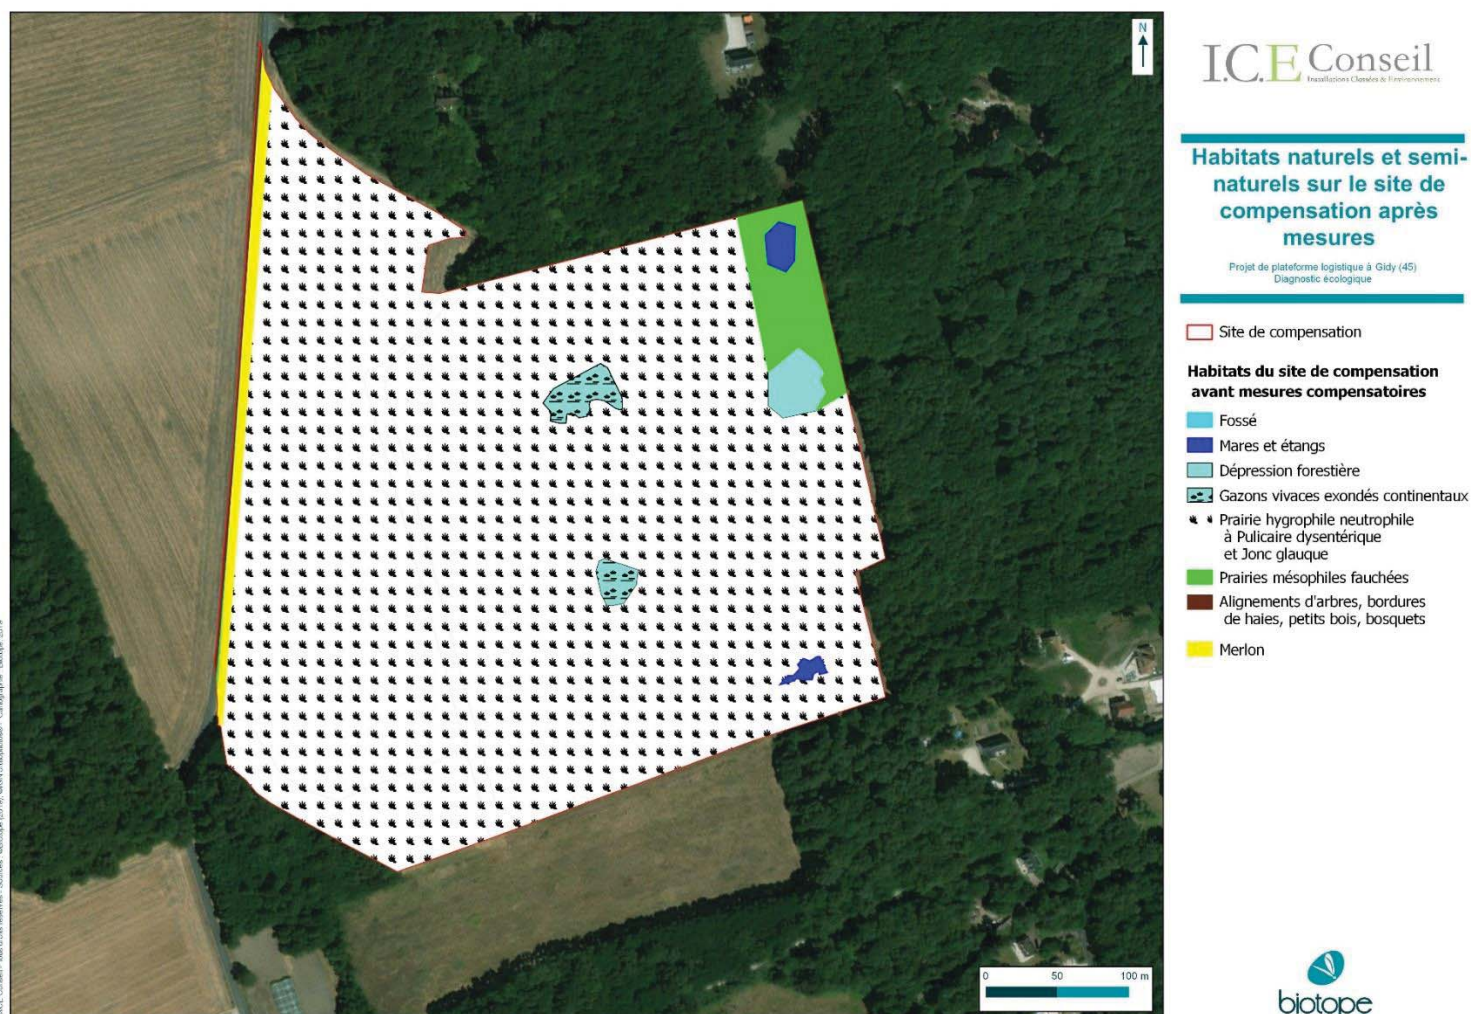 N
I.C.E Conseil
Installations Classées & Environnement
Habitats naturels et semi-
naturels sur le site de
compensation après
mesures
Projet de plateforme logistique à Gidy (45)
Diagnostic écologique
Site de compensation
Habitats du site de compensation
avant mesures compensatoires
Fossé
Mares et étangs
Dépression forestière
Gazons vivaces exondés continentaux
Prairie hygrophile neutrophile
à Pulicaire dysentérique
et Jonc glauque
Prairies mésophiles fauchées
Alignements d'arbres, bordures
de haies, petits bois, bosquets
Merlon
0 50 100 m
biotope